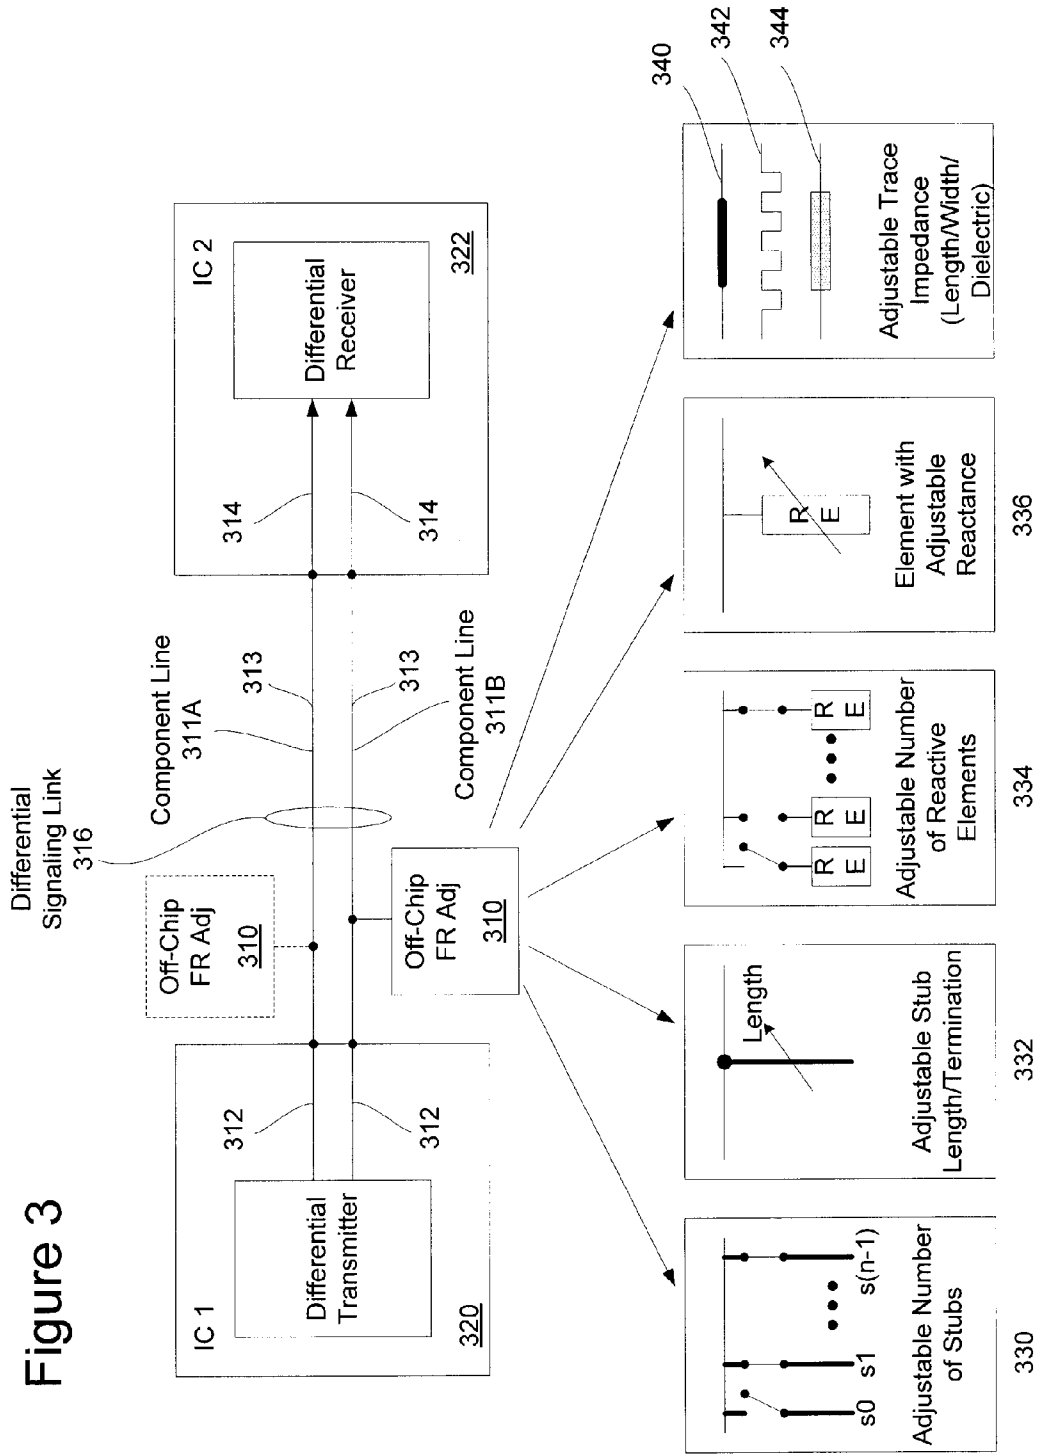 Figure 3
Differential
Signaling Link
316
IC 1
Differential
Transmitter
320
312
312
Off-Chip
FR Adj
310
Off-Chip
FR Adj
310
Component Line
311A
313
313
Component Line
311B
IC 2
314
314
Differential
Receiver
322
s0
s1
s(n-1)
Adjustable Number
of Stubs
330
Length
Adjustable Stub
Length/Termination
332
R E
R E
R E
Adjustable Number
of Reactive
Elements
334
R E
Element with
Adjustable
Reactance
336
340
342
344
Adjustable Trace
Impedance
(Length/Width/
Dielectric)